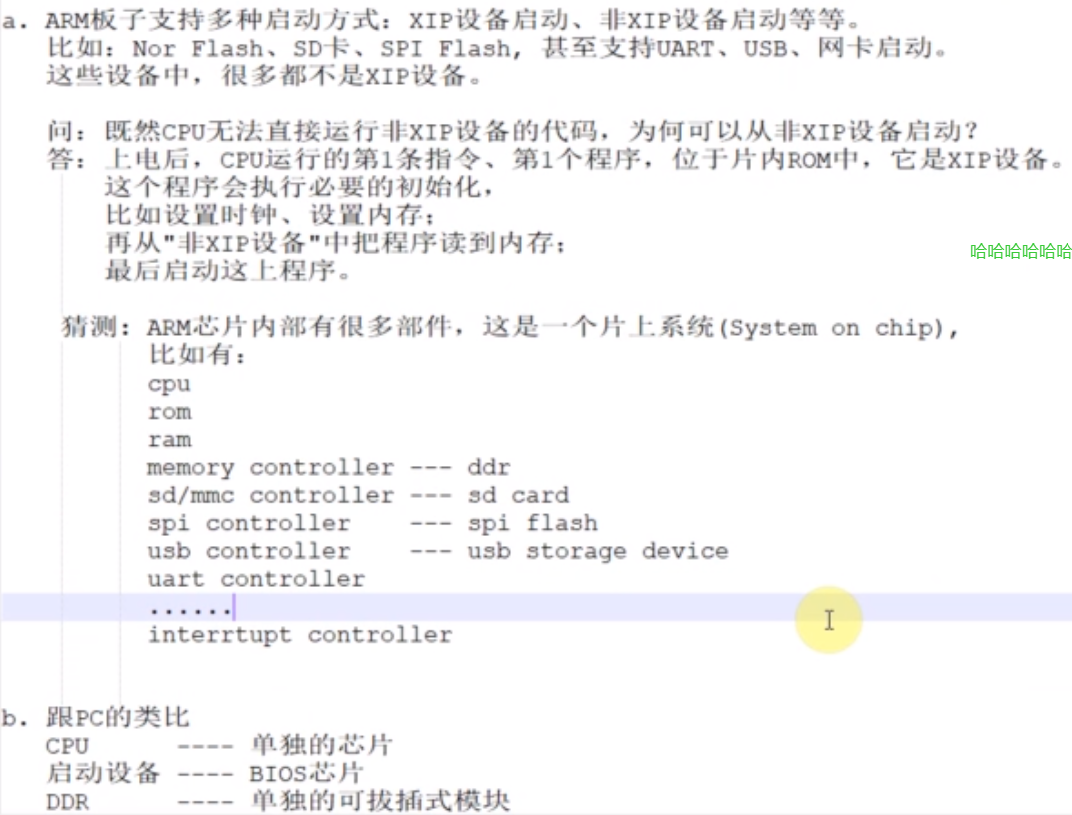 a. ARM板子支持多种启动方式：XIP设备启动、非XIP设备启动等等。
比如：Nor Flash、SD卡、SPI Flash, 甚至支持UART、USB、网卡启动。
这些设备中，很多都不是XIP设备。
问：既然CPU无法直接运行非XIP设备的代码，为何可以从非XIP设备启动？
答：上电后，CPU运行的第1条指令、第1个程序，位于片内ROM中，它是XIP设备。
这个程序会执行必要的初始化，
比如设置时钟、设置内存；
再从"非XIP设备"中把程序读到内存；
最后启动这上程序。
哈哈哈哈哈哈
猜测：ARM芯片内部有很多部件，这是一个片上系统(System on chip),
比如有：
cpu
rom
ram
memory controller --- ddr
sd/mmc controller --- sd card
spi controller    --- spi flash
usb controller    --- usb storage device
uart controller
......
interrtupt controller
b. 跟PC的类比
CPU      ---- 单独的芯片
启动设备 ---- BIOS芯片
DDR      ---- 单独的可拔插式模块